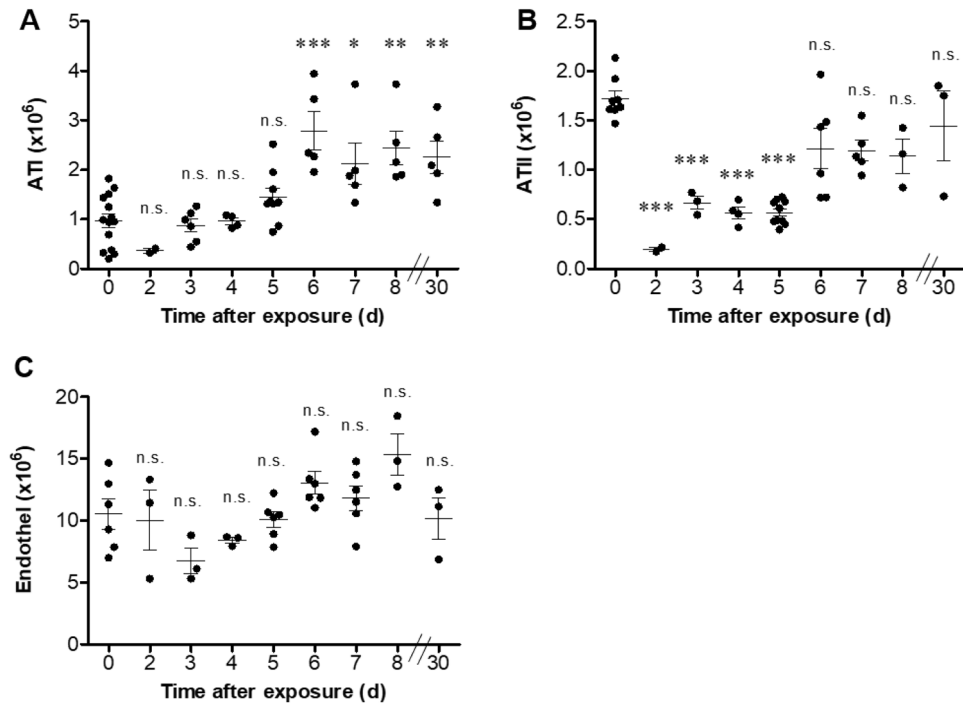 A
ATI (x10⁶)
5
4
3
2
1
0
n.s.
n.s.
n.s.
n.s.
***
*
**
**
0 2 3 4 5 6 7 8 // 30
Time after exposure (d)
B
ATII (x10⁶)
2.5
2.0
1.5
1.0
0.5
0.0
***
***
***
***
n.s.
n.s.
n.s.
n.s.
0 2 3 4 5 6 7 8 // 30
Time after exposure (d)
C
Endothel (x10⁶)
20
15
10
5
0
n.s.
n.s.
n.s.
n.s.
n.s.
n.s.
n.s.
n.s.
0 2 3 4 5 6 7 8 // 30
Time after exposure (d)